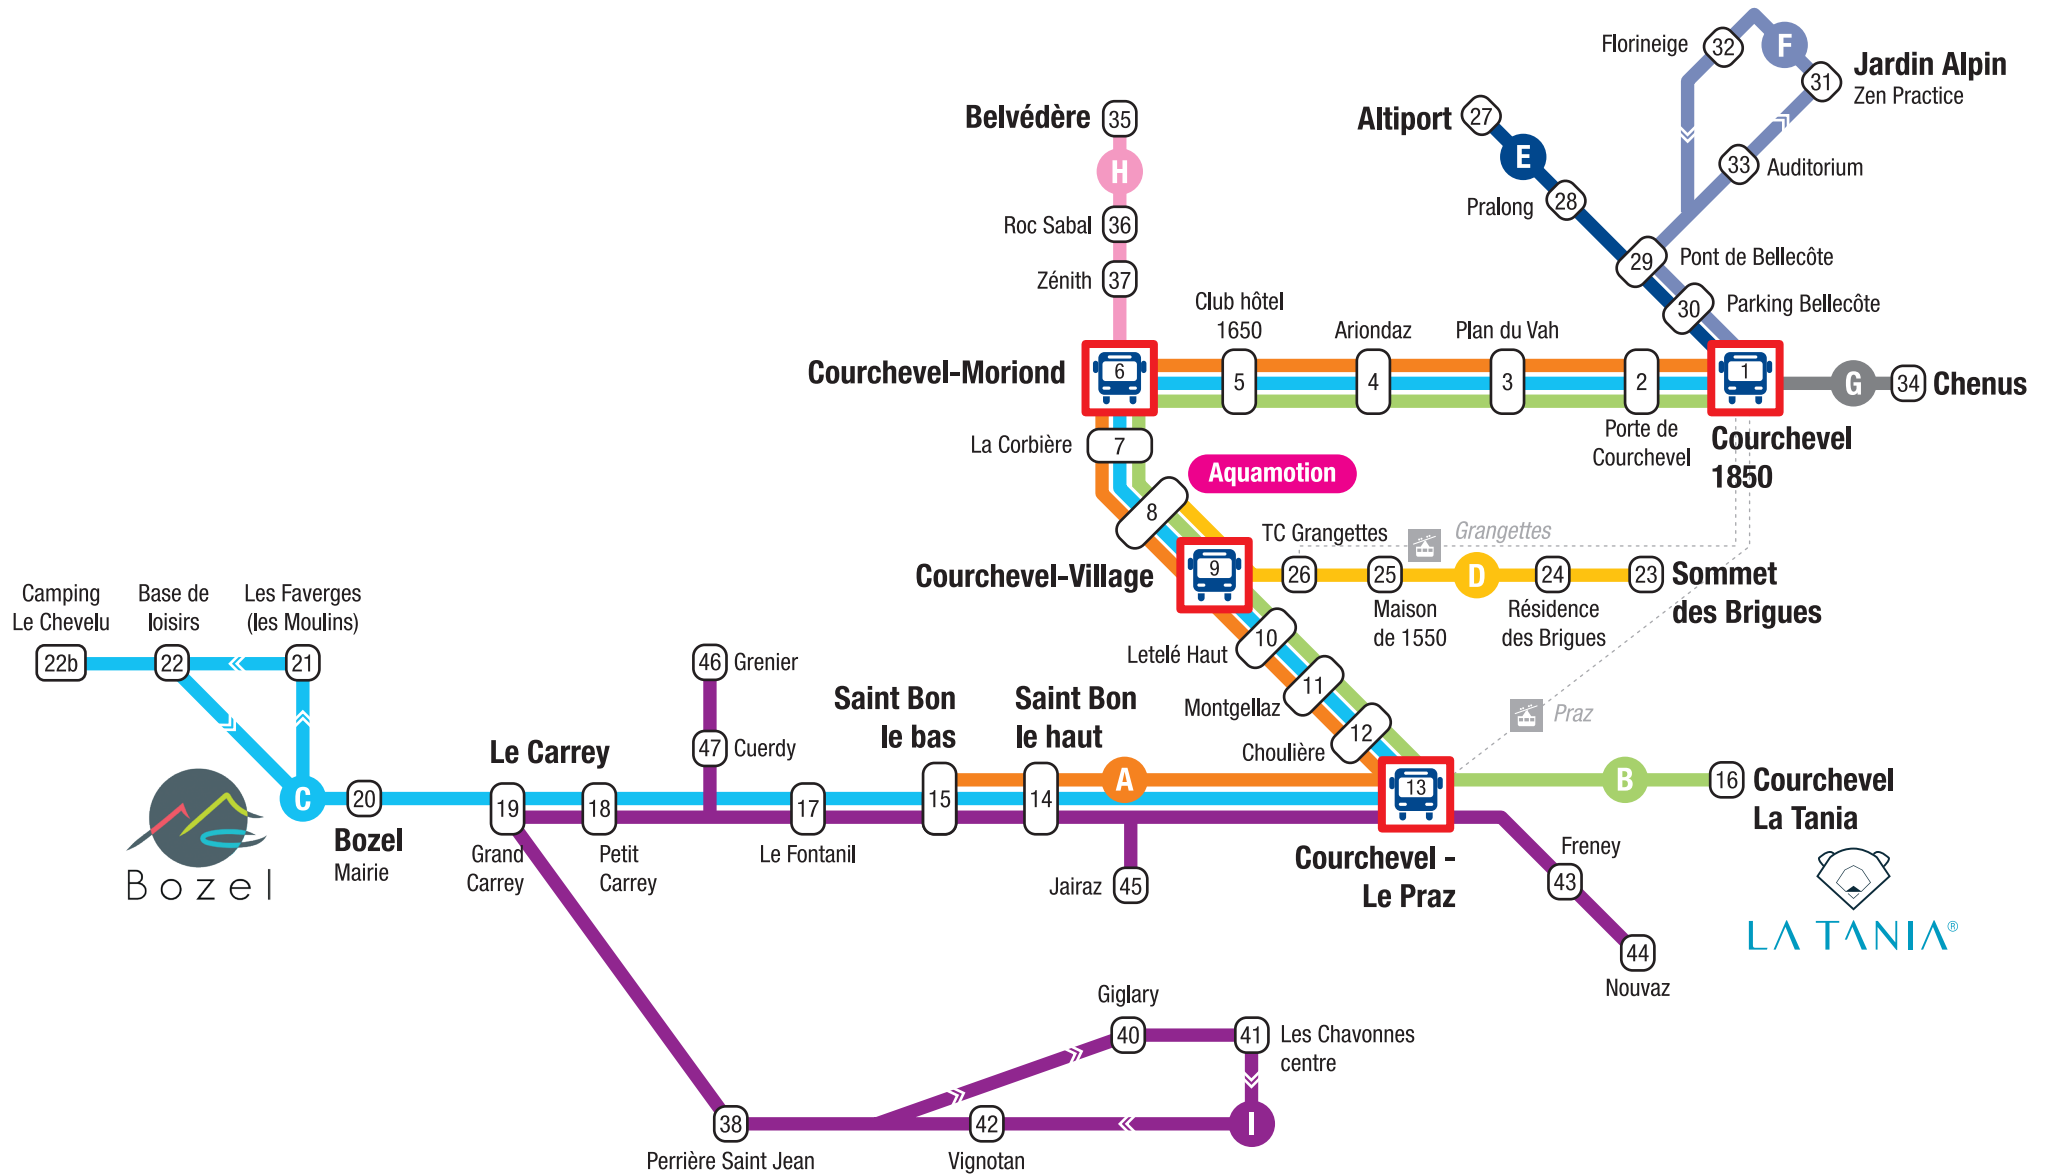 Florineige
32
F
Jardin Alpin
Zen Practice
31
Belvédère
35
Altiport
27
H
E
33
Auditorium
Roc Sabal
36
Pralong
28
Zénith
37
29
Pont de Bellecôte
30
Parking Bellecôte
Club hôtel
1650
Ariondaz
Plan du Vah
Courchevel-Moriond
6
5
4
3
2
1
G
34
Chenus
Porte de
Courchevel
Courchevel
1850
La Corbière
7
Aquamotion
8
TC Grangettes
Grangettes
Courchevel-Village
9
26
25
D
24
23
Sommet
des Brigues
Maison
de 1550
Résidence
des Brigues
Camping
Le Chevelu
Base de
loisirs
Les Faverges
(les Moulins)
22b
22
21
Letelé Haut
10
46
Grenier
Montgellaz
11
Praz
47
Cuerdy
Choulière
12
Saint Bon
le bas
Saint Bon
le haut
Le Carrey
C
20
19
18
17
15
14
A
13
B
16
Courchevel
La Tania
Bozel
Mairie
Grand
Carrey
Petit
Carrey
Le Fontanil
Jairaz
45
Courchevel -
Le Praz
Freney
43
Bozel
LA TANIA®
44
Nouvaz
Giglary
40
41
Les Chavonnes
centre
38
42
I
Perrière Saint Jean
Vignotan